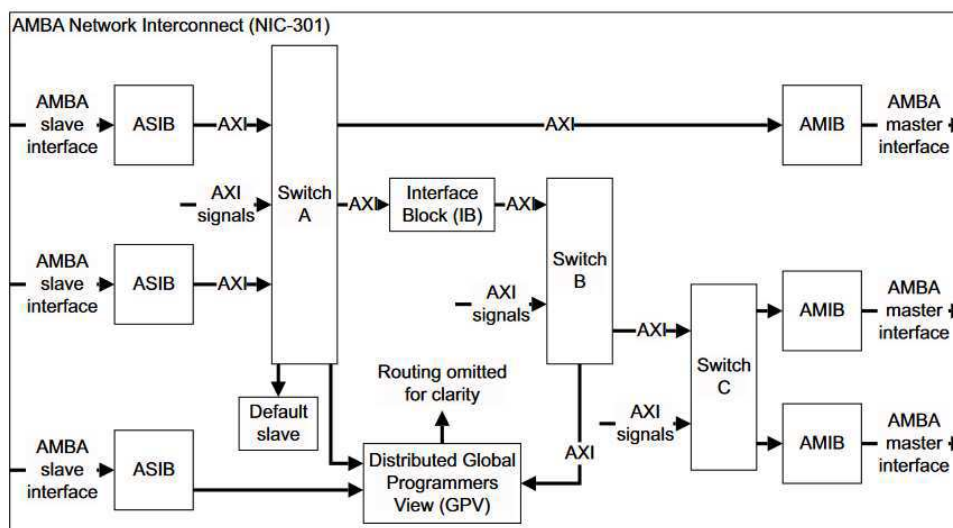 AMBA Network Interconnect (NIC-301)
AMBA
slave
interface
ASIB
AXI
AXI
AMIB
AMBA
master
interface
AXI
signals
Switch
A
AXI
Interface
Block (IB)
AXI
AMBA
slave
interface
ASIB
AXI
Switch
B
AXI
signals
AXI
Switch
C
AMIB
AMBA
master
interface
Routing omitted
for clarity
Default
slave
AXI
signals
AMIB
AMBA
master
interface
AMBA
slave
interface
ASIB
Distributed Global
Programmers
View (GPV)
AXI